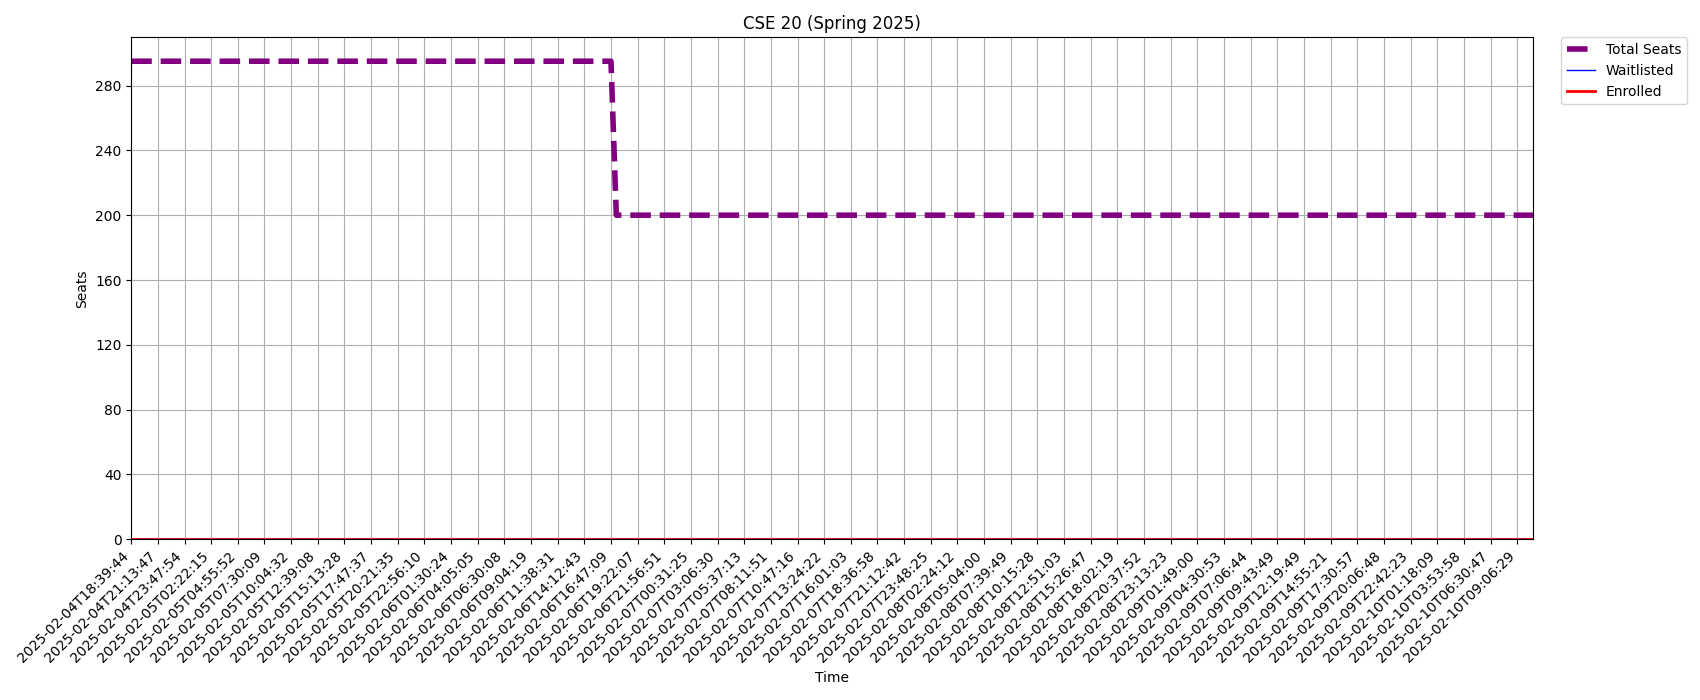 CSE 20 (Spring 2025)
Total Seats
Waitlisted
Enrolled
Seats
280
240
200
160
120
80
40
0
2025-02-04T18:39:44
2025-02-04T21:13:47
2025-02-04T23:47:54
2025-02-05T02:22:15
2025-02-05T04:55:52
2025-02-05T07:30:09
2025-02-05T10:04:32
2025-02-05T12:39:08
2025-02-05T15:13:28
2025-02-05T17:47:37
2025-02-05T20:21:35
2025-02-05T22:56:10
2025-02-06T01:30:24
2025-02-06T04:05:05
2025-02-06T06:30:08
2025-02-06T09:04:19
2025-02-06T11:38:31
2025-02-06T14:12:43
2025-02-06T16:47:09
2025-02-06T19:22:07
2025-02-06T21:56:51
2025-02-07T00:31:25
2025-02-07T03:06:30
2025-02-07T05:37:13
2025-02-07T08:11:51
2025-02-07T10:47:16
2025-02-07T13:24:22
2025-02-07T16:01:03
2025-02-07T18:36:58
2025-02-07T21:12:42
2025-02-07T23:48:25
2025-02-08T02:24:12
2025-02-08T05:04:00
2025-02-08T07:39:49
2025-02-08T10:15:28
2025-02-08T12:51:03
2025-02-08T15:26:47
2025-02-08T18:02:19
2025-02-08T20:37:52
2025-02-08T23:13:23
2025-02-09T01:49:00
2025-02-09T04:30:53
2025-02-09T07:06:44
2025-02-09T09:43:49
2025-02-09T12:19:49
2025-02-09T14:55:21
2025-02-09T17:30:57
2025-02-09T20:06:48
2025-02-09T22:42:23
2025-02-10T01:18:09
2025-02-10T03:53:58
2025-02-10T06:30:47
2025-02-10T09:06:29
Time